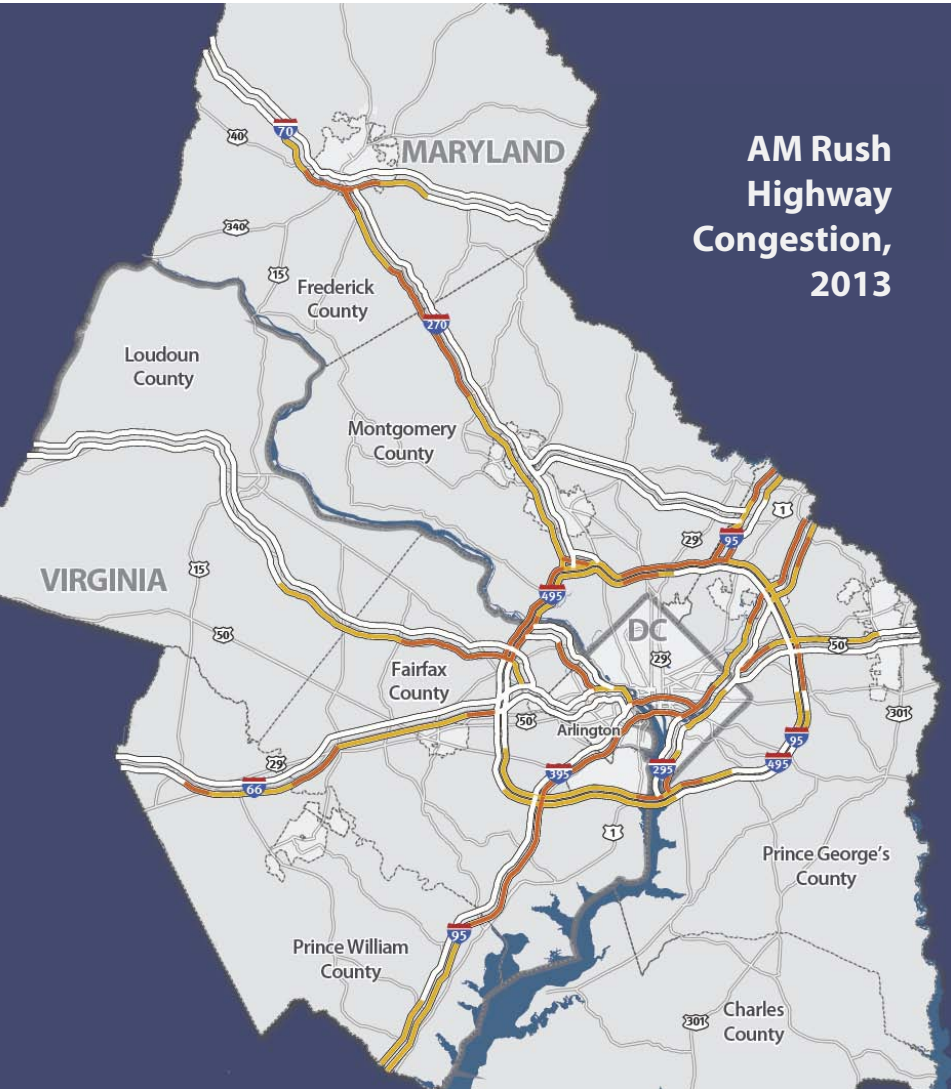 AM Rush
Highway
Congestion,
2013
70
40
MARYLAND
340
15
Frederick
County
270
Loudoun
County
Montgomery
County
1
29
95
VIRGINIA
15
495
50
DC
29
50
Fairfax
County
301
50
Arlington
95
29
66
395
295
495
1
Prince George's
County
95
Prince William
County
301
Charles
County